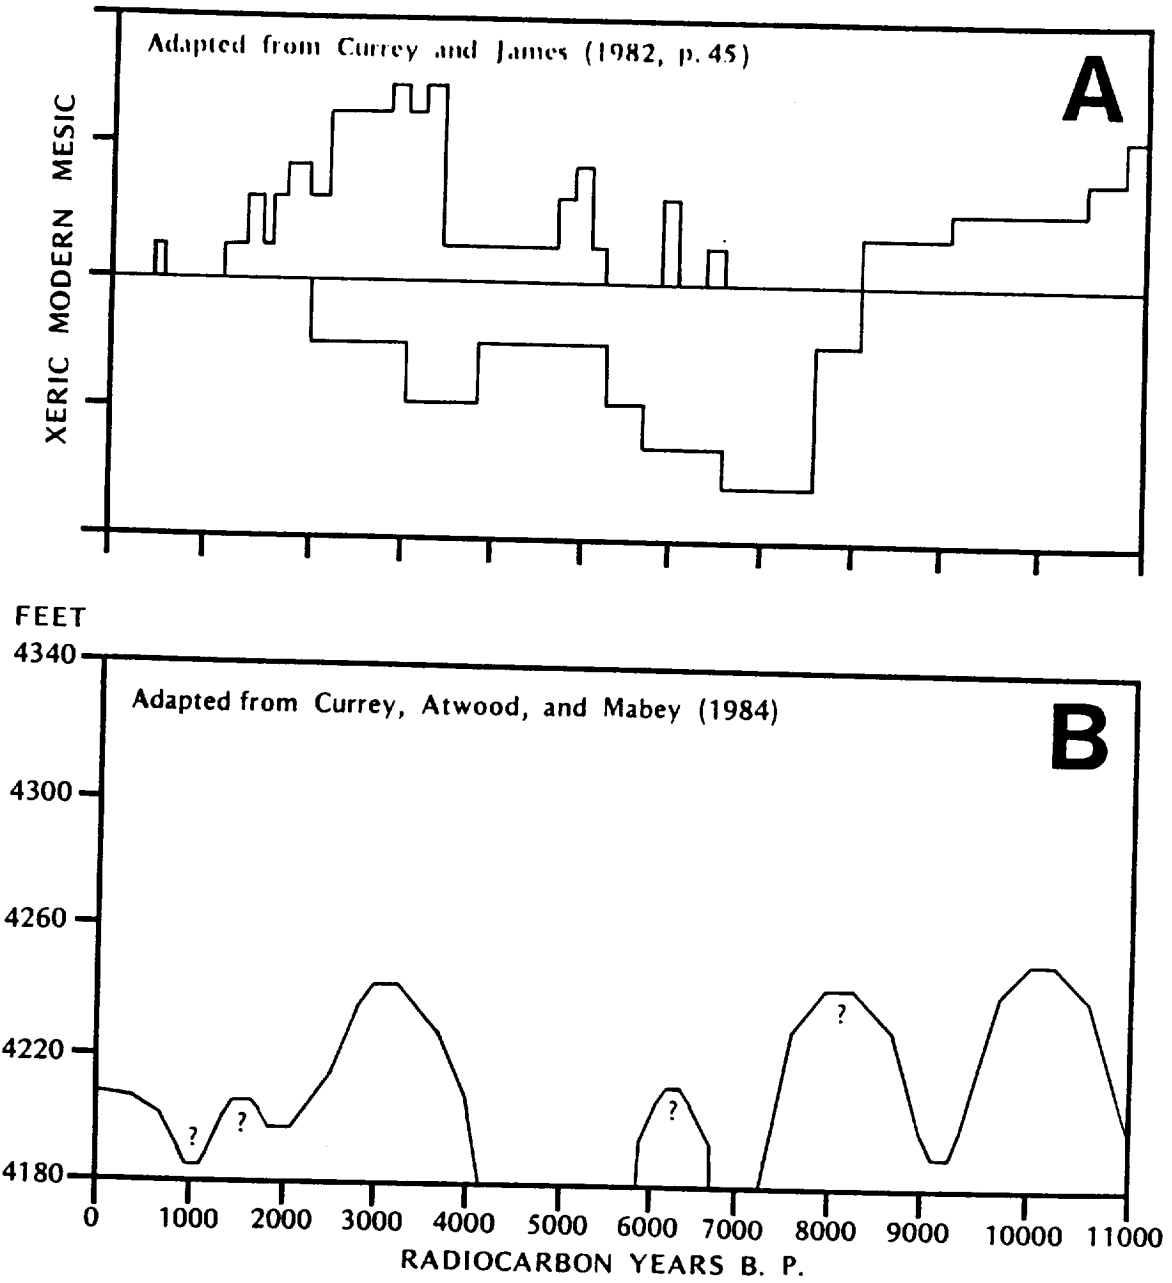 Adapted from Currey and James (1982, p. 45)
A
XERIC MODERN MESIC
FEET
4340
Adapted from Currey, Atwood, and Mabey (1984)
B
4300
4260
4220
?
?
?
?
4180
0 1000 2000 3000 4000 5000 6000 7000 8000 9000 10000 11000
RADIOCARBON YEARS B. P.